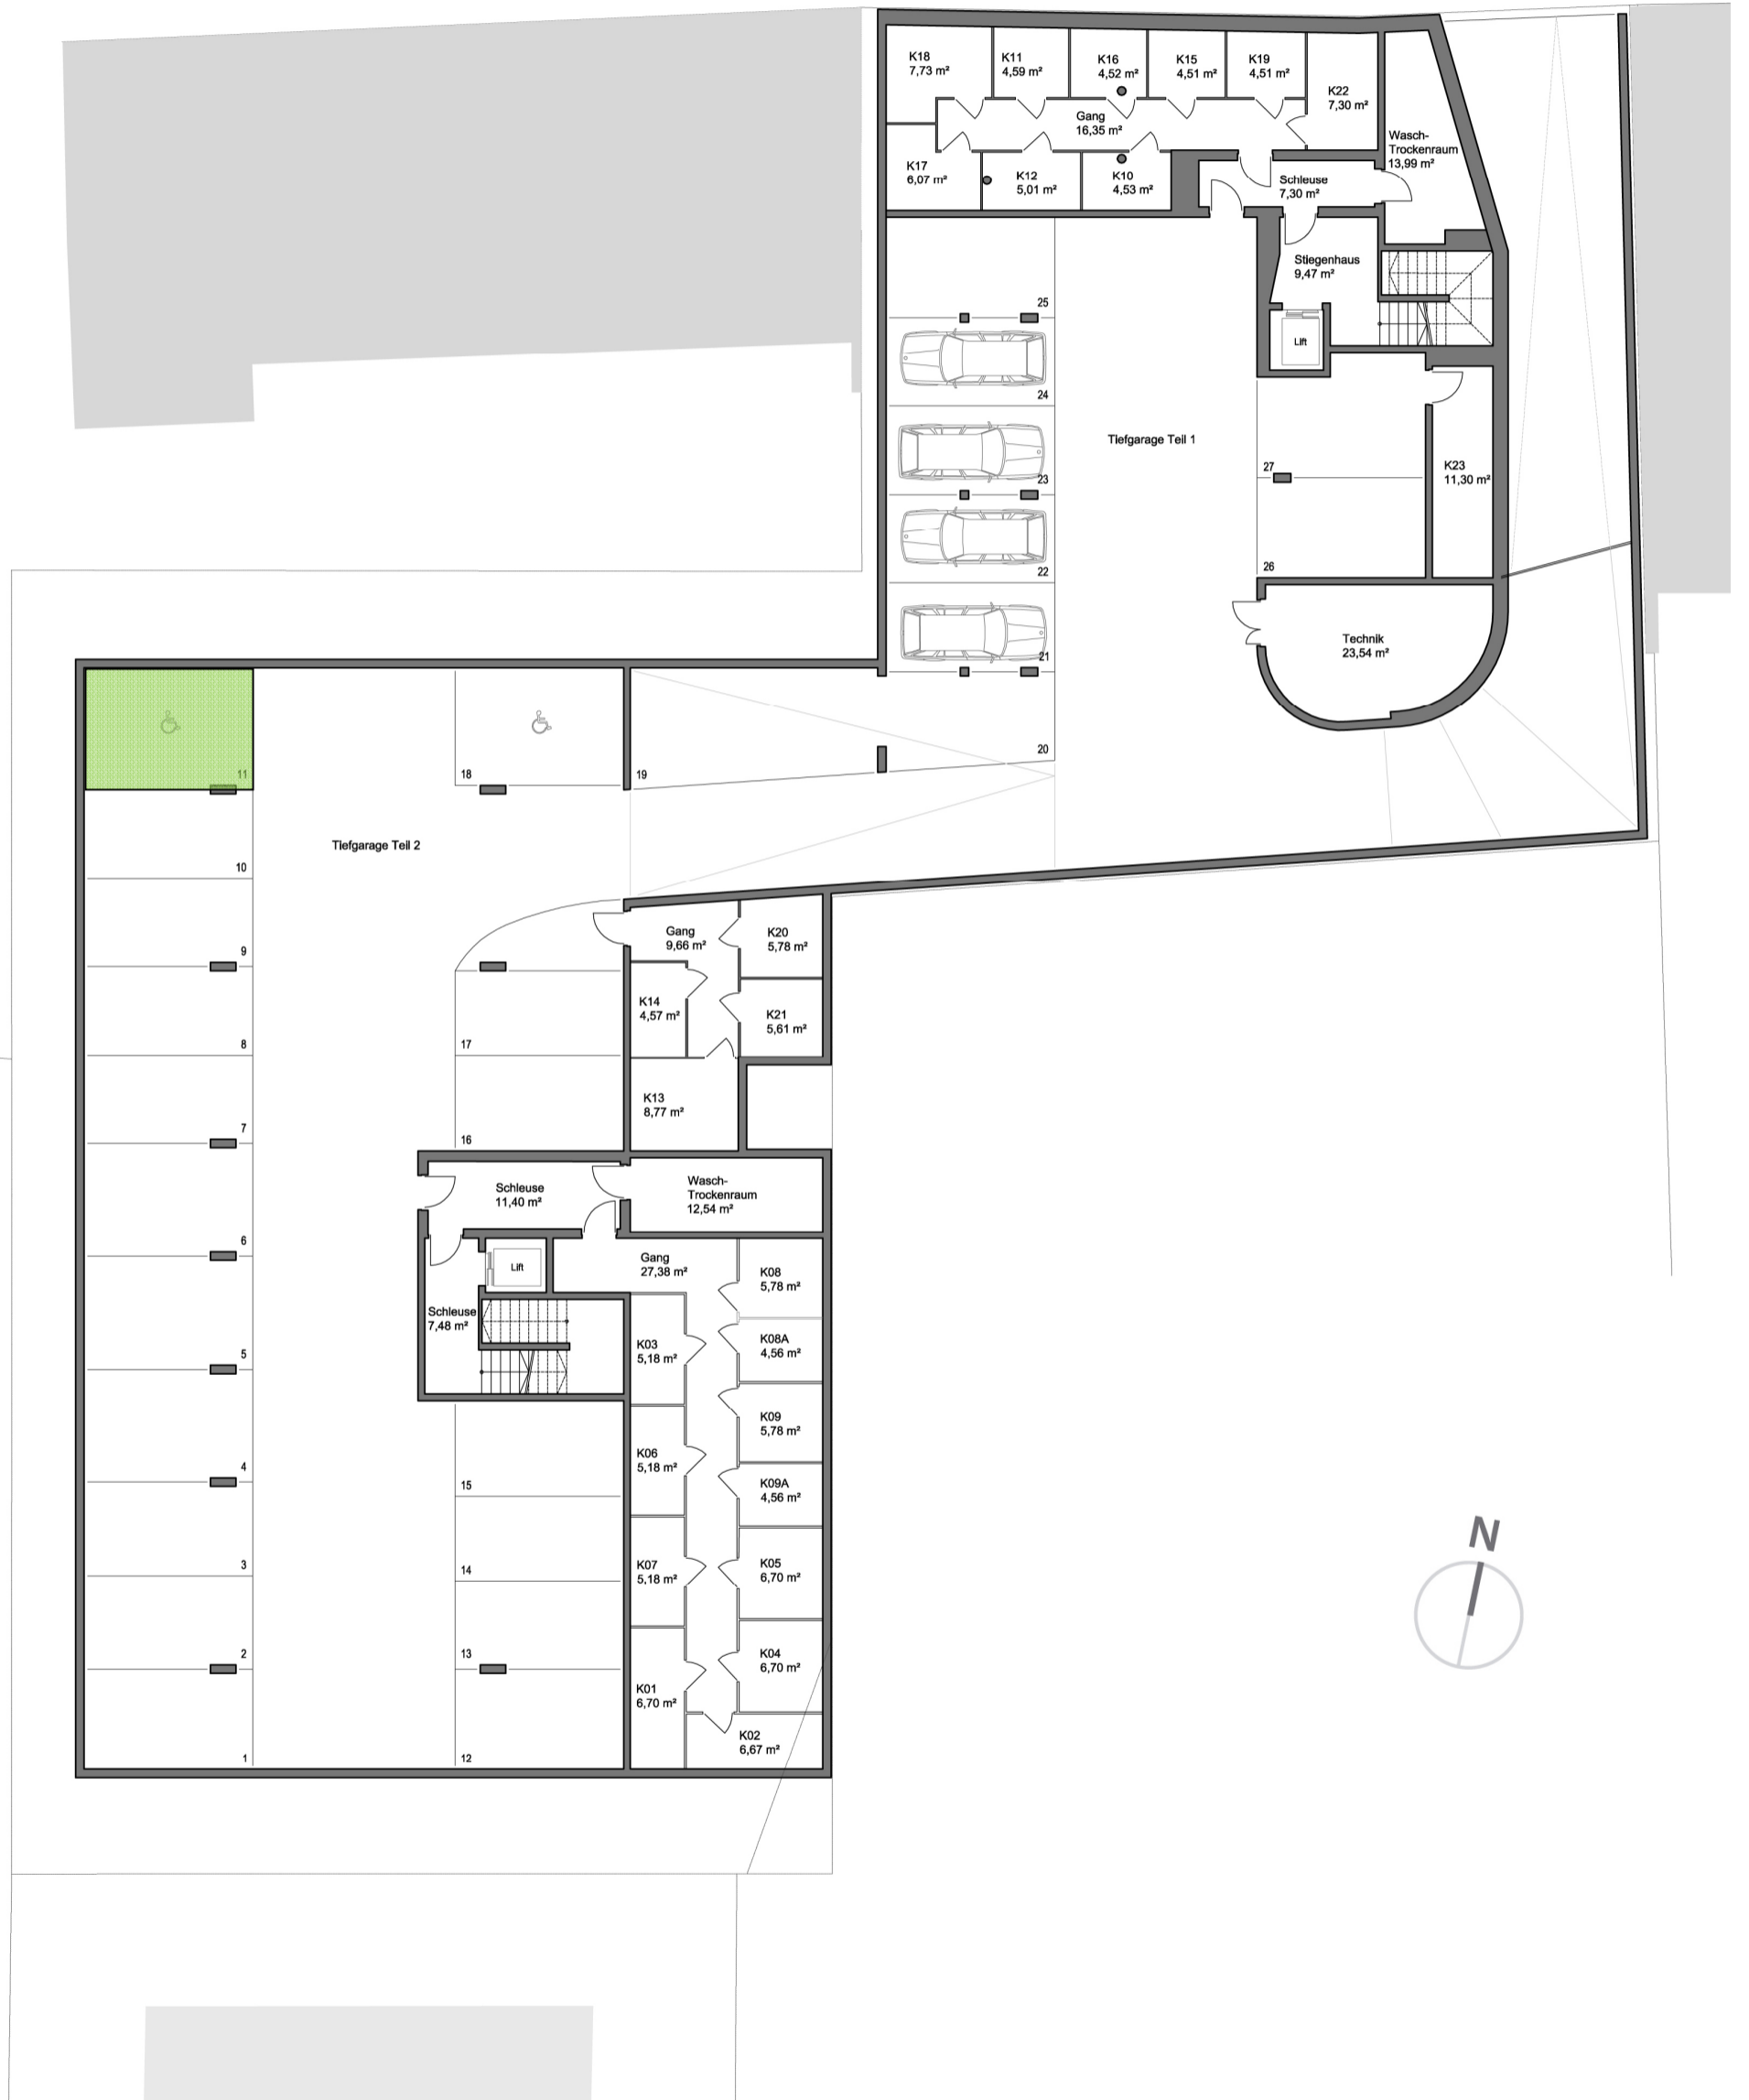 K18
7,73 m²
K11
4,59 m²
K16
4,52 m²
K15
4,51 m²
K19
4,51 m²
K22
7,30 m²
Gang
16,35 m²
Wasch-
Trockenraum
13,99 m²
K17
6,07 m²
K12
5,01 m²
K10
4,53 m²
Schleuse
7,30 m²
Stiegenhaus
9,47 m²
25
Lift
24
Tiefgarage Teil 1
27
K23
11,30 m²
23
22
26
Technik
23,54 m²
21
20
11
18
19
Tiefgarage Teil 2
10
Gang
9,66 m²
K20
5,78 m²
9
K14
4,57 m²
K21
5,61 m²
8
17
K13
8,77 m²
7
16
Schleuse
11,40 m²
Wasch-
Trockenraum
12,54 m²
6
Lift
Gang
27,38 m²
K08
5,78 m²
Schleuse
7,48 m²
K03
5,18 m²
K08A
4,56 m²
5
K09
5,78 m²
K06
5,18 m²
4
15
K09A
4,56 m²
N
3
14
K07
5,18 m²
K05
6,70 m²
2
13
K04
6,70 m²
K01
6,70 m²
K02
6,67 m²
1
12